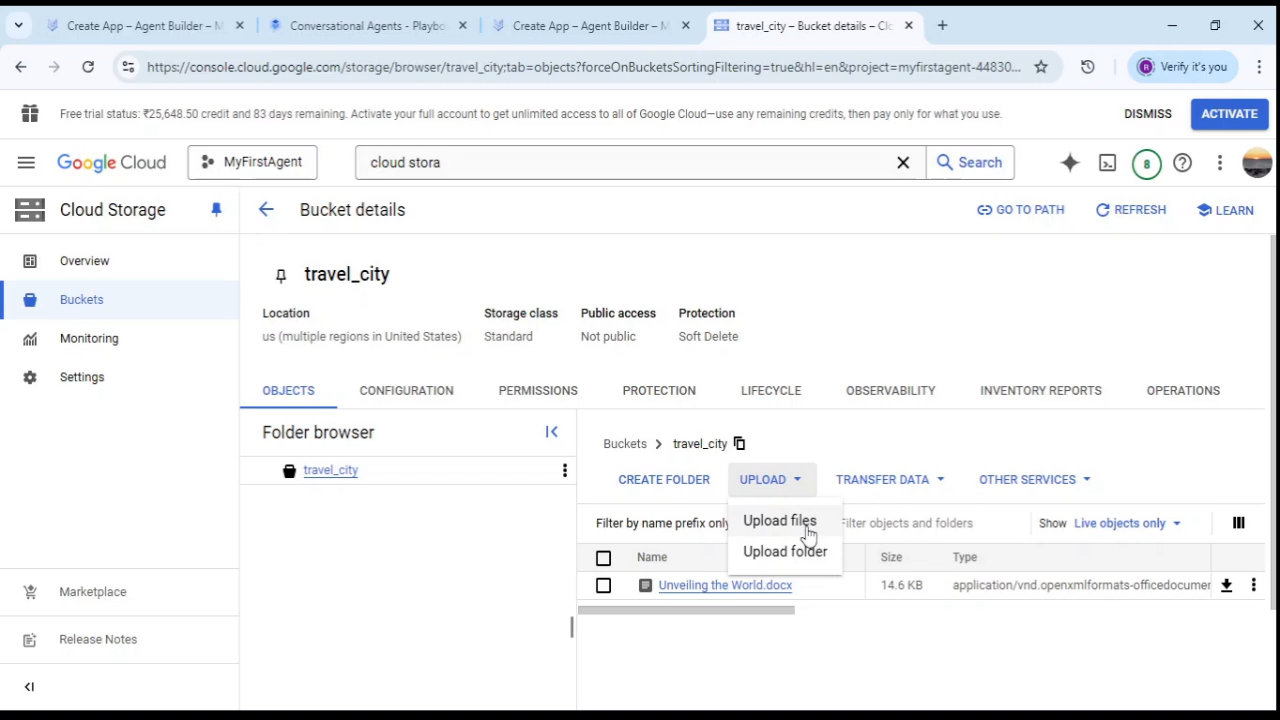 Create App – Agent Builder – M
Conversational Agents - Playbo
Create App – Agent Builder – M
travel_city – Bucket details – Clo
https://console.cloud.google.com/storage/browser/travel_city;tab=objects?forceOnBucketsSortingFiltering=true&hl=en&project=myfirstagent-44830...
R
Verify it's you
Free trial status: ₹25,648.50 credit and 83 days remaining. Activate your full account to get unlimited access to all of Google Cloud—use any remaining credits, then pay only for what you use.
DISMISS
ACTIVATE
Google Cloud
MyFirstAgent
cloud stora
Search
8
Cloud Storage
Bucket details
GO TO PATH
REFRESH
LEARN
Overview
Buckets
Monitoring
Settings
Marketplace
Release Notes
travel_city
Location
Storage class
Public access
Protection
us (multiple regions in United States)
Standard
Not public
Soft Delete
OBJECTS
CONFIGURATION
PERMISSIONS
PROTECTION
LIFECYCLE
OBSERVABILITY
INVENTORY REPORTS
OPERATIONS
Folder browser
travel_city
Buckets
travel_city
CREATE FOLDER
UPLOAD
TRANSFER DATA
OTHER SERVICES
Upload files
Upload folder
Filter by name prefix only
Filter objects and folders
Show
Live objects only
Name
Size
Type
Unveiling the World.docx
14.6 KB
application/vnd.openxmlformats-officedocumer